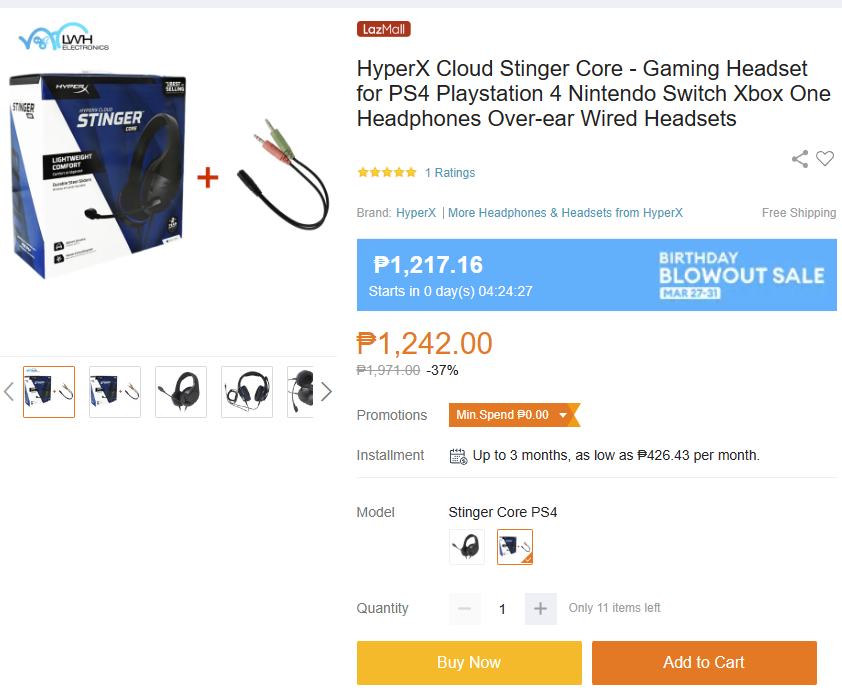 LWH
ELECTRONICS
HYPERX
#1 BEST
SELLING
STINGER
HYPERX CLOUD
STINGER
CORE
LIGHTWEIGHT
COMFORT
Durable Steel Sliders
LazMall
HyperX Cloud Stinger Core - Gaming Headset
for PS4 Playstation 4 Nintendo Switch Xbox One
Headphones Over-ear Wired Headsets
1 Ratings
Brand: HyperX | More Headphones & Headsets from HyperX
Free Shipping
₱1,217.16
Starts in 0 day(s) 04:24:27
BIRTHDAY
BLOWOUT SALE
MAR 27-31
₱1,242.00
₱1,971.00 -37%
Promotions Min.Spend ₱0.00
Installment Up to 3 months, as low as ₱426.43 per month.
Model Stinger Core PS4
Quantity 1 Only 11 items left
Buy Now Add to Cart